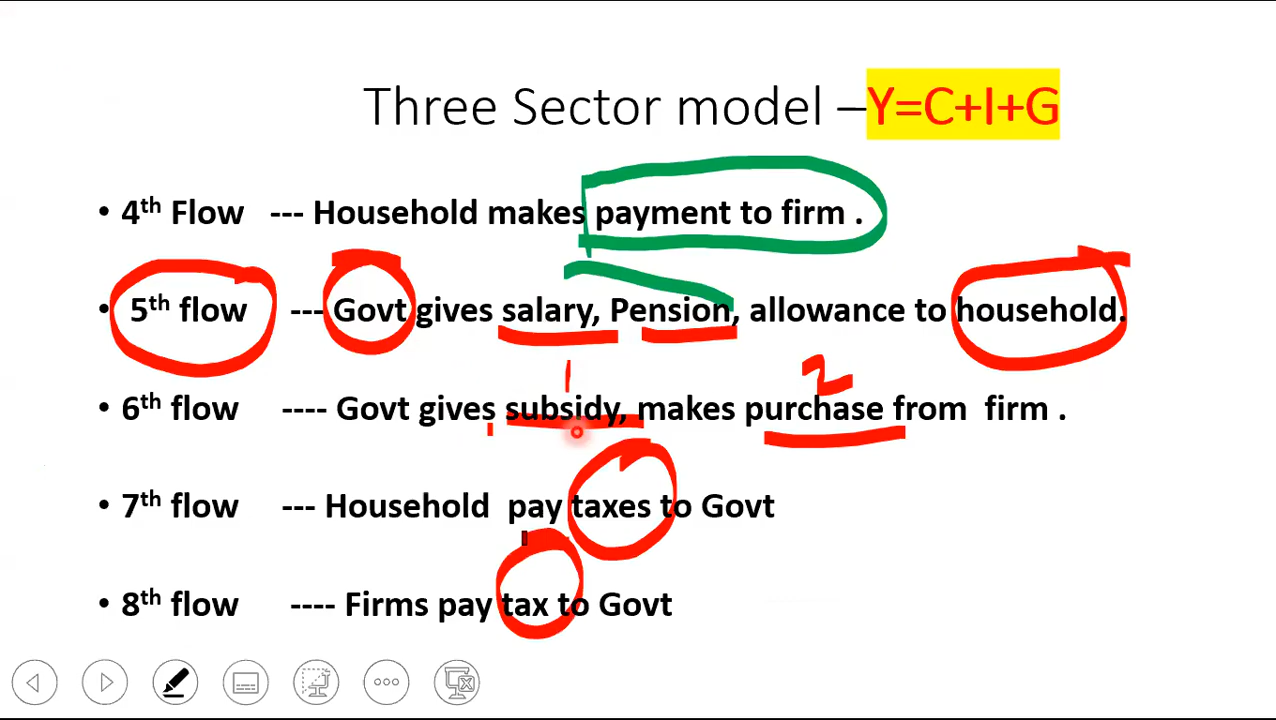 Three Sector model –Y=C+I+G
• 4th Flow --- Household makes payment to firm .
• 5th flow --- Govt gives salary, Pension, allowance to household.
1 2
• 6th flow ---- Govt gives subsidy, makes purchase from firm .
• 7th flow --- Household pay taxes to Govt
• 8th flow ---- Firms pay tax to Govt